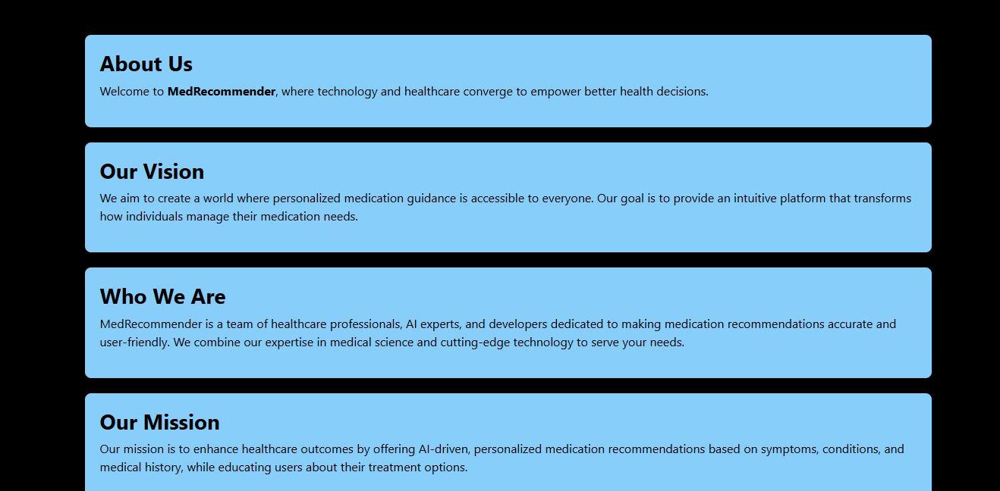 About Us
Welcome to MedRecommender, where technology and healthcare converge to empower better health decisions.
Our Vision
We aim to create a world where personalized medication guidance is accessible to everyone. Our goal is to provide an intuitive platform that transforms
how individuals manage their medication needs.
Who We Are
MedRecommender is a team of healthcare professionals, AI experts, and developers dedicated to making medication recommendations accurate and
user-friendly. We combine our expertise in medical science and cutting-edge technology to serve your needs.
Our Mission
Our mission is to enhance healthcare outcomes by offering AI-driven, personalized medication recommendations based on symptoms, conditions, and
medical history, while educating users about their treatment options.